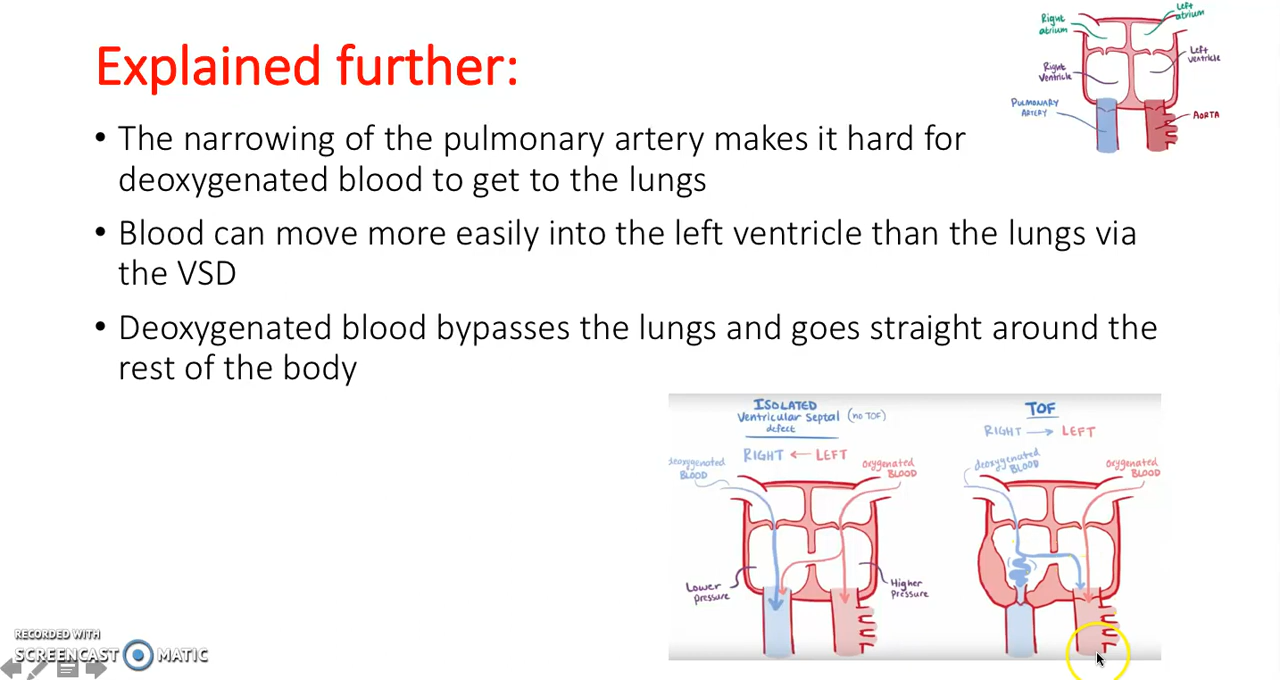 Explained further:
• The narrowing of the pulmonary artery makes it hard for
deoxygenated blood to get to the lungs
• Blood can move more easily into the left ventricle than the lungs via
the VSD
• Deoxygenated blood bypasses the lungs and goes straight around the
rest of the body
Right
atrium
Left
atrium
Right
Ventricle
Left
ventricle
PULMONARY
ARTERY
AORTA
ISOLATED
Ventricular Septal (no TOF)
defect
RIGHT ← LEFT
deoxygenated
BLOOD
oxygenated
BLOOD
Lower
pressure
Higher
pressure
TOF
RIGHT → LEFT
deoxygenated
BLOOD
oxygenated
BLOOD
RECORDED WITH
SCREENCAST MATIC